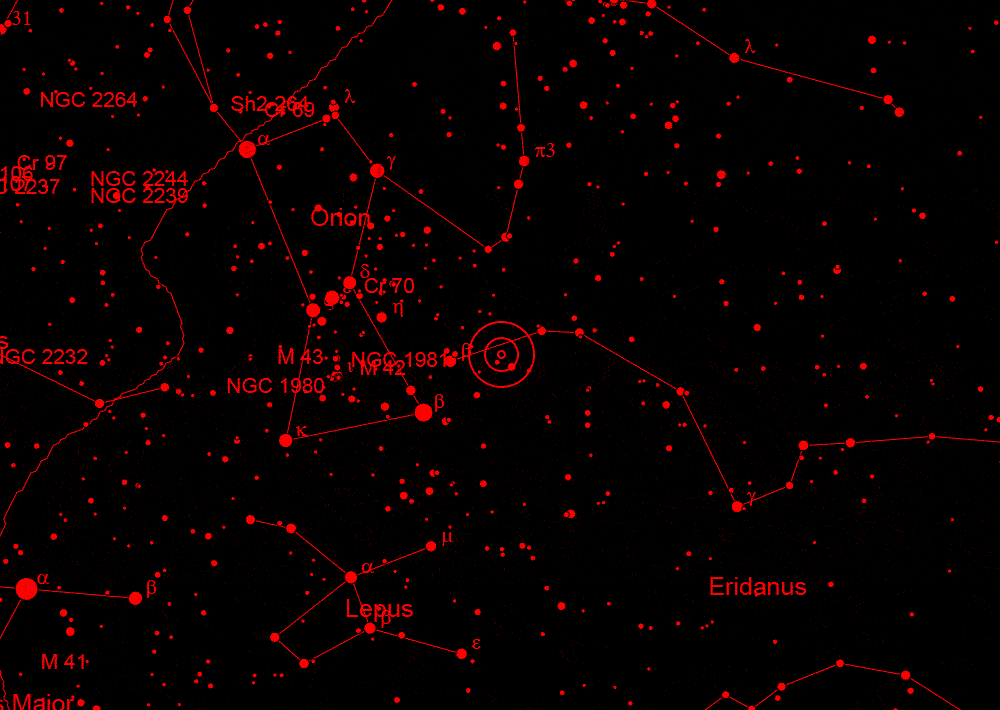 31
λ
NGC 2264
Sh2-264
Cr 69
λ
α
π3
γ
Cr 97
NGC 2244
NGC 2239
Orion
δ
Cr 70
η
M 43
NGC 1981
β
M 42
ι
NGC 2232
NGC 1980
β
κ
γ
μ
α
α
β
Eridanus
Lepus
β
ε
M 41
Maior